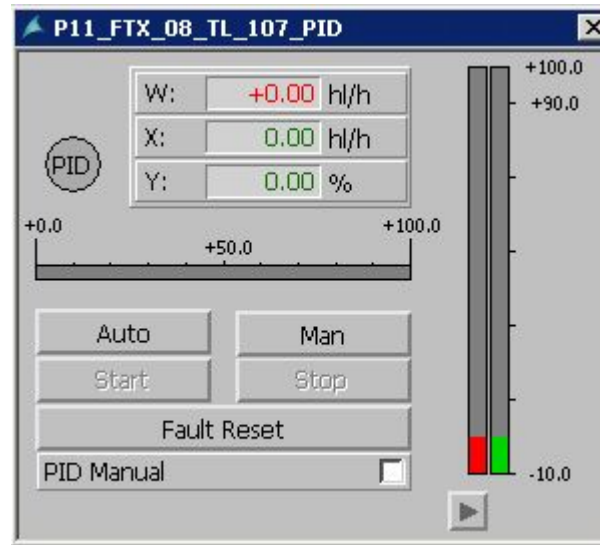 P11_FTX_08_TL_107_PID
W: +0.00 hl/h
X: 0.00 hl/h
PID
Y: 0.00 %
+0.0 +50.0 +100.0
Auto Man
Start Stop
Fault Reset
PID Manual
+100.0
+90.0
-10.0